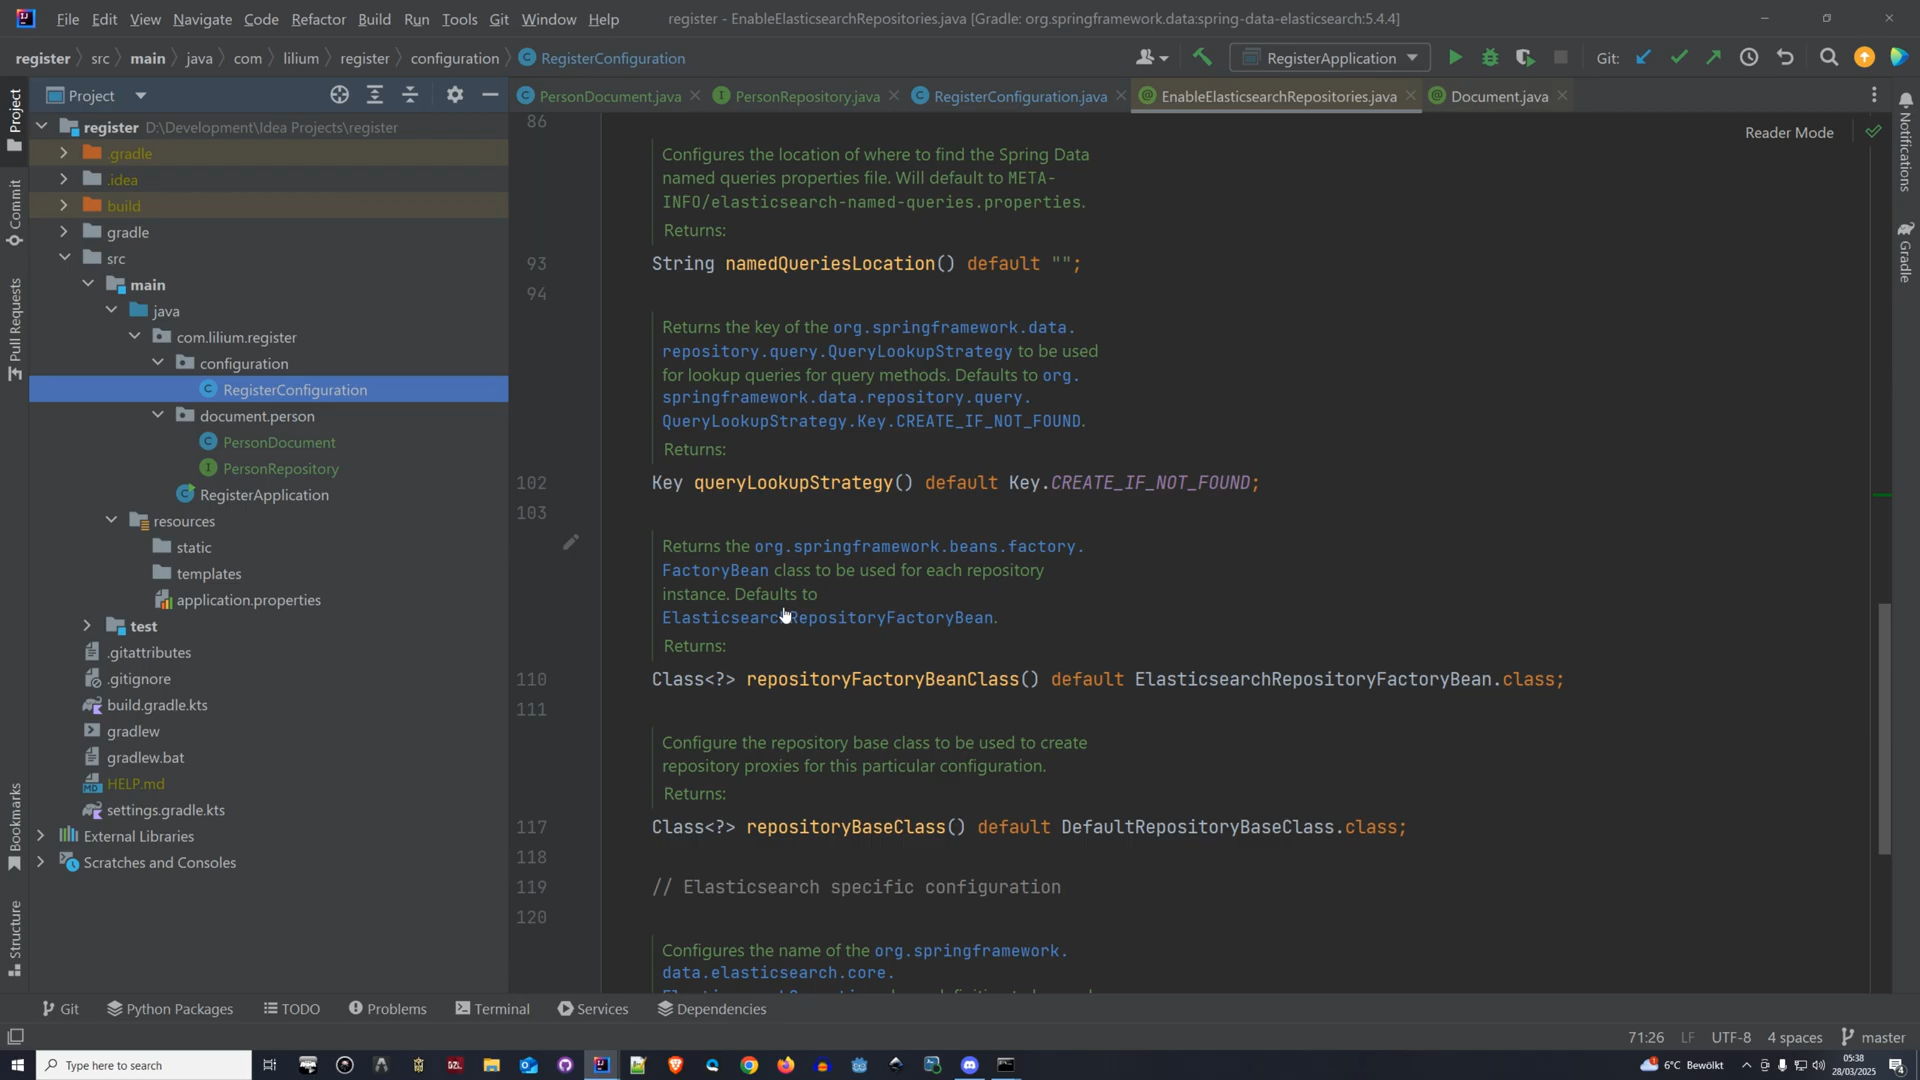 File Edit View Navigate Code Refactor Build Run Tools Git Window Help register - EnableElasticsearchRepositories.java [Gradle: org.springframework.data:spring-data-elasticsearch:5.4.4]
register src main java com lilium register configuration RegisterConfiguration RegisterApplication Git:
Project
PersonDocument.java PersonRepository.java RegisterConfiguration.java EnableElasticsearchRepositories.java Document.java
Project
Commit
Pull Requests
Bookmarks
Structure
register D:\Development\Idea Projects\register
.gradle
.idea
build
gradle
src
main
java
com.lilium.register
configuration
RegisterConfiguration
document.person
PersonDocument
PersonRepository
RegisterApplication
resources
static
templates
application.properties
test
.gitattributes
.gitignore
build.gradle.kts
gradlew
gradlew.bat
HELP.md
settings.gradle.kts
External Libraries
Scratches and Consoles
86
Reader Mode
Configures the location of where to find the Spring Data
named queries properties file. Will default to META-
INFO/elasticsearch-named-queries.properties.
Returns:
93 String namedQueriesLocation() default "";
94
Returns the key of the org.springframework.data.
repository.query.QueryLookupStrategy to be used
for lookup queries for query methods. Defaults to org.
springframework.data.repository.query.
QueryLookupStrategy.Key.CREATE_IF_NOT_FOUND.
Returns:
102 Key queryLookupStrategy() default Key.CREATE_IF_NOT_FOUND;
103
Returns the org.springframework.beans.factory.
FactoryBean class to be used for each repository
instance. Defaults to
ElasticsearchRepositoryFactoryBean.
Returns:
110 Class<?> repositoryFactoryBeanClass() default ElasticsearchRepositoryFactoryBean.class;
111
Configure the repository base class to be used to create
repository proxies for this particular configuration.
Returns:
117 Class<?> repositoryBaseClass() default DefaultRepositoryBaseClass.class;
118
119 // Elasticsearch specific configuration
120
Configures the name of the org.springframework.
data.elasticsearch.core.
Notifications
Gradle
Git Python Packages TODO Problems Terminal Services Dependencies
71:26 LF UTF-8 4 spaces master
Type here to search
DZL
6°C Bewölkt
05:38
28/03/2025